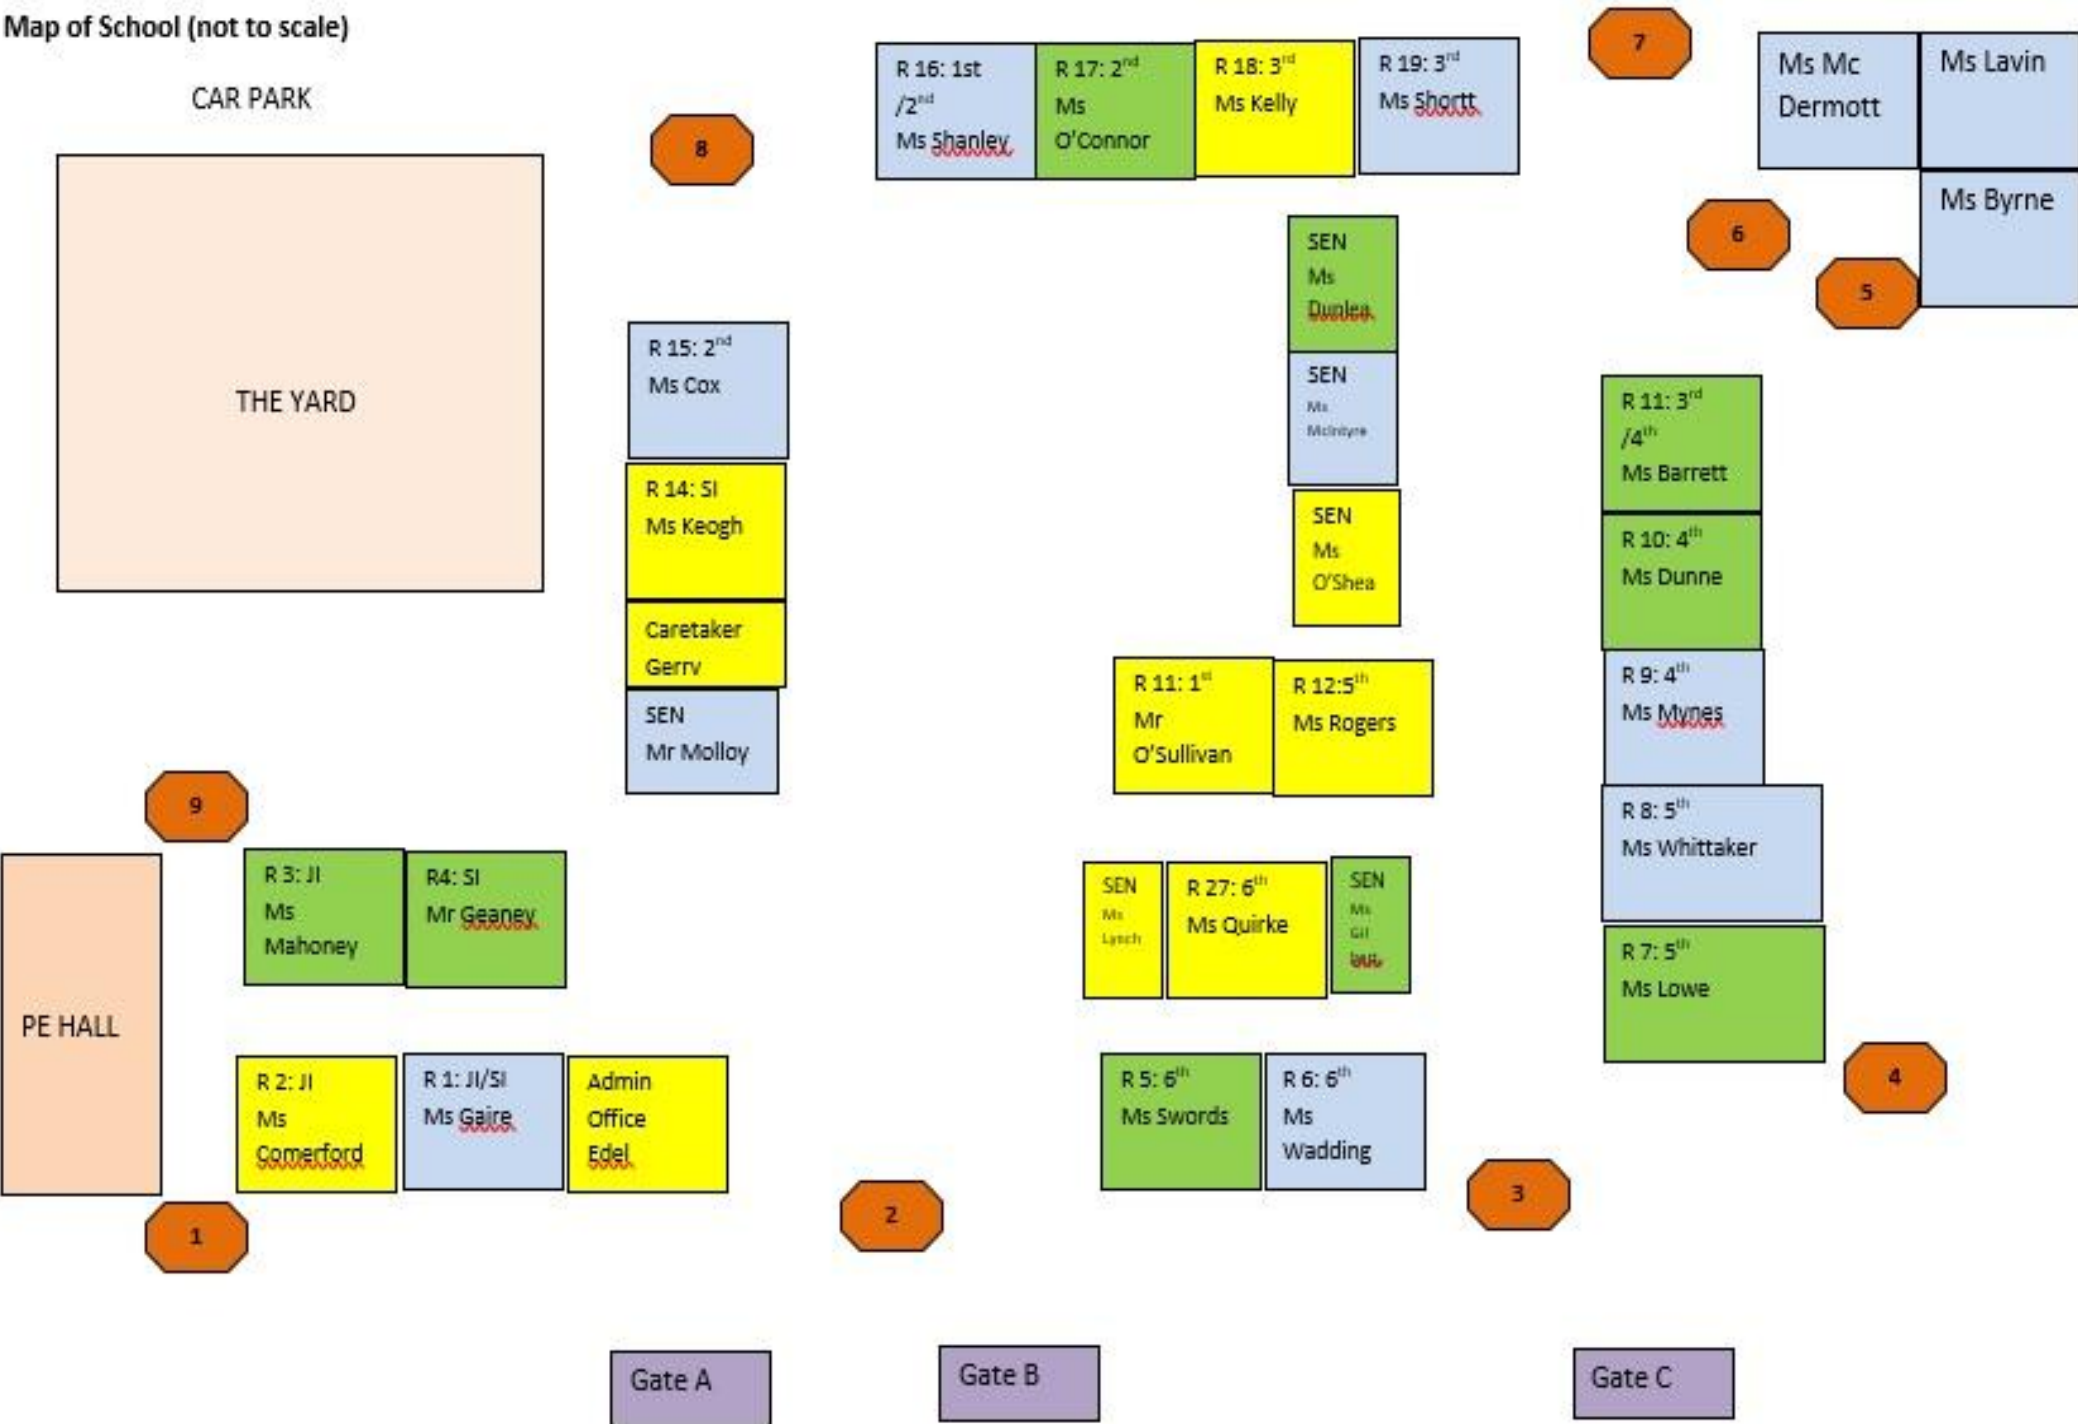 Map of School (not to scale)
CAR PARK
THE YARD
8
R 16: 1st
/2nd
Ms Shanley
R 17: 2nd
Ms
O'Connor
R 18: 3rd
Ms Kelly
R 19: 3rd
Ms Shortt
7
Ms Mc
Dermott
Ms Lavin
Ms Byrne
6
5
R 15: 2nd
Ms Cox
R 14: SI
Ms Keogh
Caretaker
Gerry
SEN
Mr Molloy
SEN
Ms
Dunlea
SEN
Ms
McIntyre
SEN
Ms
O'Shea
R 11: 1st
Mr
O'Sullivan
R 12:5th
Ms Rogers
R 11: 3rd
/4th
Ms Barrett
R 10: 4th
Ms Dunne
R 9: 4th
Ms Mynes
R 8: 5th
Ms Whittaker
R 7: 5th
Ms Lowe
9
PE HALL
R 3: JI
Ms
Mahoney
R4: SI
Mr Geaney
R 2: JI
Ms
Comerford
R 1: JI/SI
Ms Gaire
Admin
Office
Edel
SEN
Ms
Lynch
R 27: 6th
Ms Quirke
SEN
Ms
Gil
R 5: 6th
Ms Swords
R 6: 6th
Ms
Wadding
4
3
2
1
Gate A
Gate B
Gate C